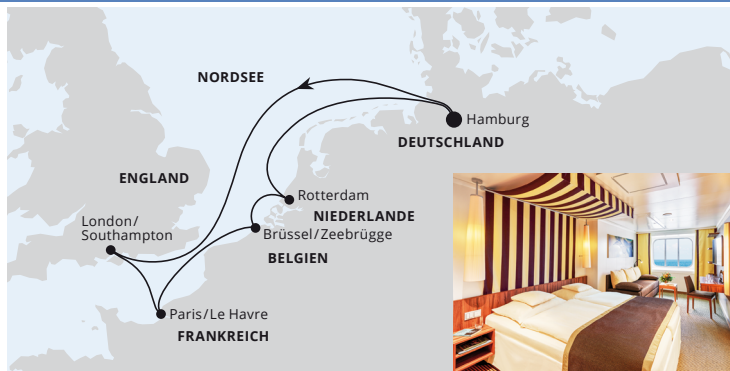 NORDSEE
Hamburg
DEUTSCHLAND
ENGLAND
Rotterdam
NIEDERLANDE
London/
Southampton
Brüssel/Zeebrügge
BELGIEN
Paris/Le Havre
FRANKREICH